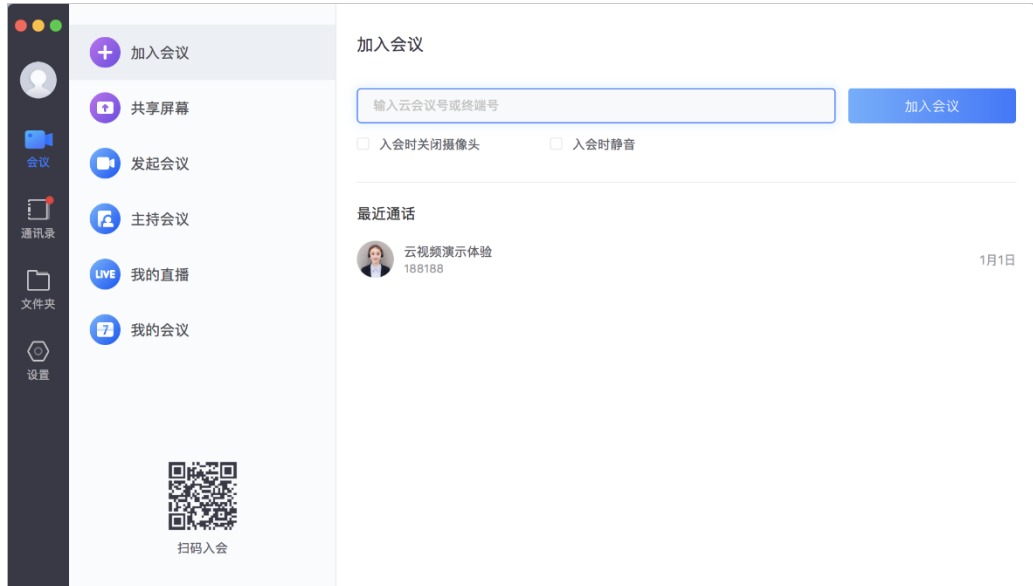 会议
通讯录
文件夹
设置
加入会议
共享屏幕
发起会议
主持会议
LIVE 我的直播
7 我的会议
扫码入会
加入会议
输入云会议号或终端号
加入会议
入会时关闭摄像头 入会时静音
最近通话
云视频演示体验
188188
1月1日